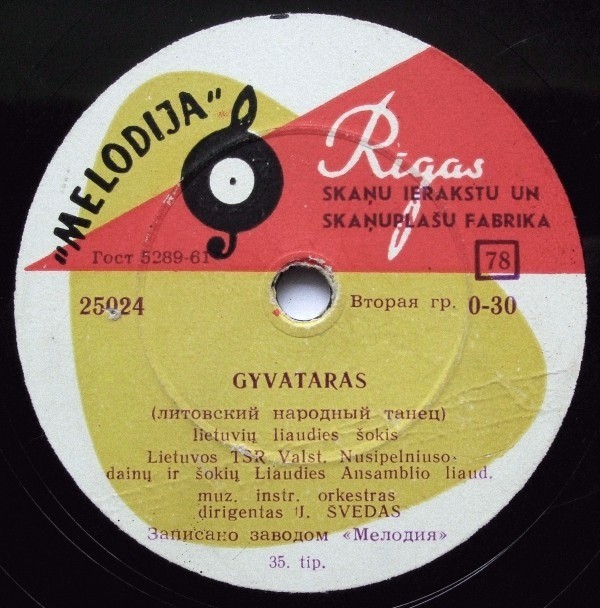 "MELODIJA"
Rīgas
SKAŅU IERAKSTU UN
SKAŅUPLAŠU FABRIKA
Гост 5289-61
78
25024
Вторая гр. 0-30
GYVATARAS
(литовский народный танец)
lietuvių liaudies šokis
Lietuvos TSR Valst. Nusipelniuso
dainų ir šokių Liaudies Ansamblio liaud.
muz. instr. orkestras
dirigentas J. ŠVEDAS
Записано заводом «Мелодия»
35. tip.